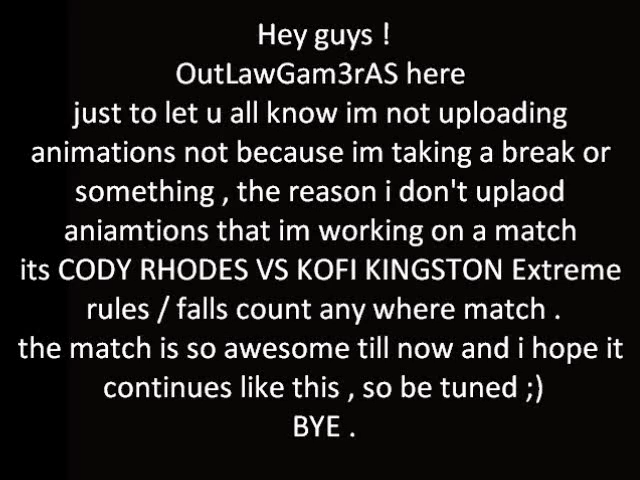 Hey guys !
OutLawGam3rAS here
just to let u all know im not uploading
animations not because im taking a break or
something , the reason i don't uplaod
aniamtions that im working on a match
its CODY RHODES VS KOFI KINGSTON Extreme
rules / falls count any where match .
the match is so awesome till now and i hope it
continues like this , so be tuned ;)
BYE .